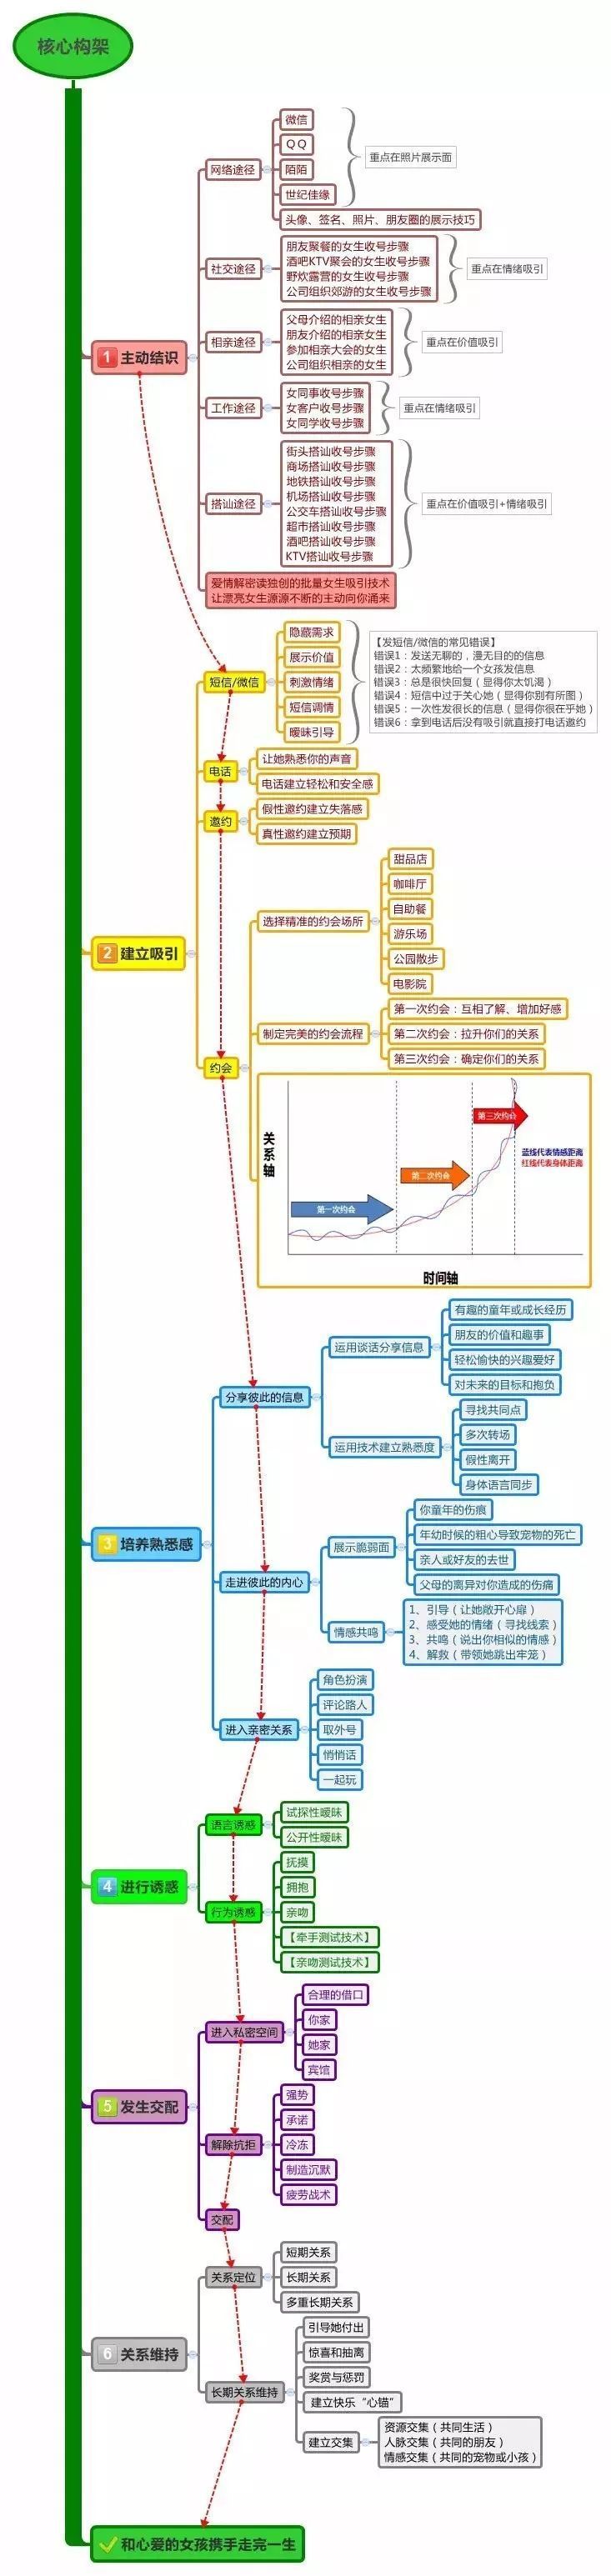 核心构架
1 主动结识
网络途径
微信
QQ
陌陌
世纪佳缘
重点在照片展示面
头像、签名、照片、朋友圈的展示技巧
社交途径
朋友聚餐的女生收号步骤
酒吧KTV聚会的女生收号步骤
野炊露营的女生收号步骤
公司组织郊游的女生收号步骤
重点在情绪吸引
相亲途径
父母介绍的相亲女生
朋友介绍的相亲女生
参加相亲大会的女生
公司组织相亲的女生
重点在价值吸引
工作途径
女同事收号步骤
女客户收号步骤
女同学收号步骤
重点在情绪吸引
搭讪途径
街头搭讪收号步骤
商场搭讪收号步骤
地铁搭讪收号步骤
机场搭讪收号步骤
公交车搭讪收号步骤
超市搭讪收号步骤
酒吧搭讪收号步骤
KTV搭讪收号步骤
重点在价值吸引+情绪吸引
爱情解密读独创的批量女生吸引技术
让漂亮女生源源不断的主动向你涌来
2 建立吸引
短信/微信
隐藏需求
展示价值
刺激情绪
短信调情
暧昧引导
【发短信/微信的常见错误】
错误1：发送无聊的，漫无目的的信息
错误2：太频繁地给一个女孩发信息
错误3：总是很快回复（显得你太饥渴）
错误4：短信中过于关心她（显得你别有所图）
错误5：一次性发很长的信息（显得你很在乎她）
错误6：拿到电话后没有吸引就直接打电话邀约
电话
让她熟悉你的声音
电话建立轻松和安全感
邀约
假性邀约建立失落感
真性邀约建立预期
约会
选择精准的约会场所
甜品店
咖啡厅
自助餐
游乐场
公园散步
电影院
制定完美的约会流程
第一次约会：互相了解、增加好感
第二次约会：拉升你们的关系
第三次约会：确定你们的关系
关系轴
第一次约会
第二次约会
第三次约会
蓝线代表情感距离
红线代表身体距离
时间轴
3 培养熟悉感
分享彼此的信息
运用谈话分享信息
有趣的童年或成长经历
朋友的价值和趣事
轻松愉快的兴趣爱好
对未来的目标和抱负
运用技术建立熟悉度
寻找共同点
多次转场
假性离开
身体语言同步
走进彼此的内心
展示脆弱面
你童年的伤痕
年幼时候的粗心导致宠物的死亡
亲人或好友的去世
父母的离异对你造成的伤痛
情感共鸣
1、引导（让她敞开心扉）
2、感受她的情绪（寻找线索）
3、共鸣（说出你相似的情感）
4、解救（带领她跳出牢笼）
进入亲密关系
角色扮演
评论路人
取外号
悄悄话
一起玩
4 进行诱惑
语言诱惑
试探性暧昧
公开性暧昧
行为诱惑
抚摸
拥抱
亲吻
【牵手测试技术】
【亲吻测试技术】
5 发生交配
进入私密空间
合理的借口
你家
她家
宾馆
解除抗拒
强势
承诺
冷冻
制造沉默
疲劳战术
交配
6 关系维持
关系定位
短期关系
长期关系
多重长期关系
长期关系维持
引导她付出
惊喜和抽离
奖赏与惩罚
建立快乐“心锚”
建立交集
资源交集（共同生活）
人脉交集（共同的朋友）
情感交集（共同的宠物或小孩）
和心爱的女孩携手走完一生